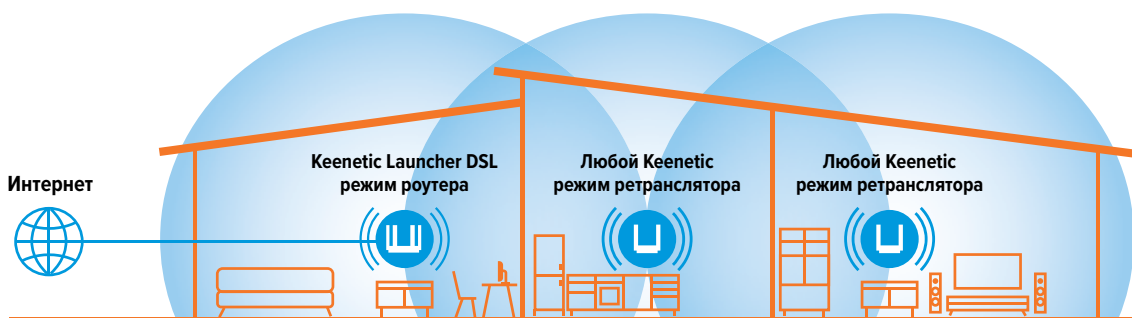 Интернет
Keenetic Launcher DSL
режим роутера
Любой Keenetic
режим ретранслятора
Любой Keenetic
режим ретранслятора